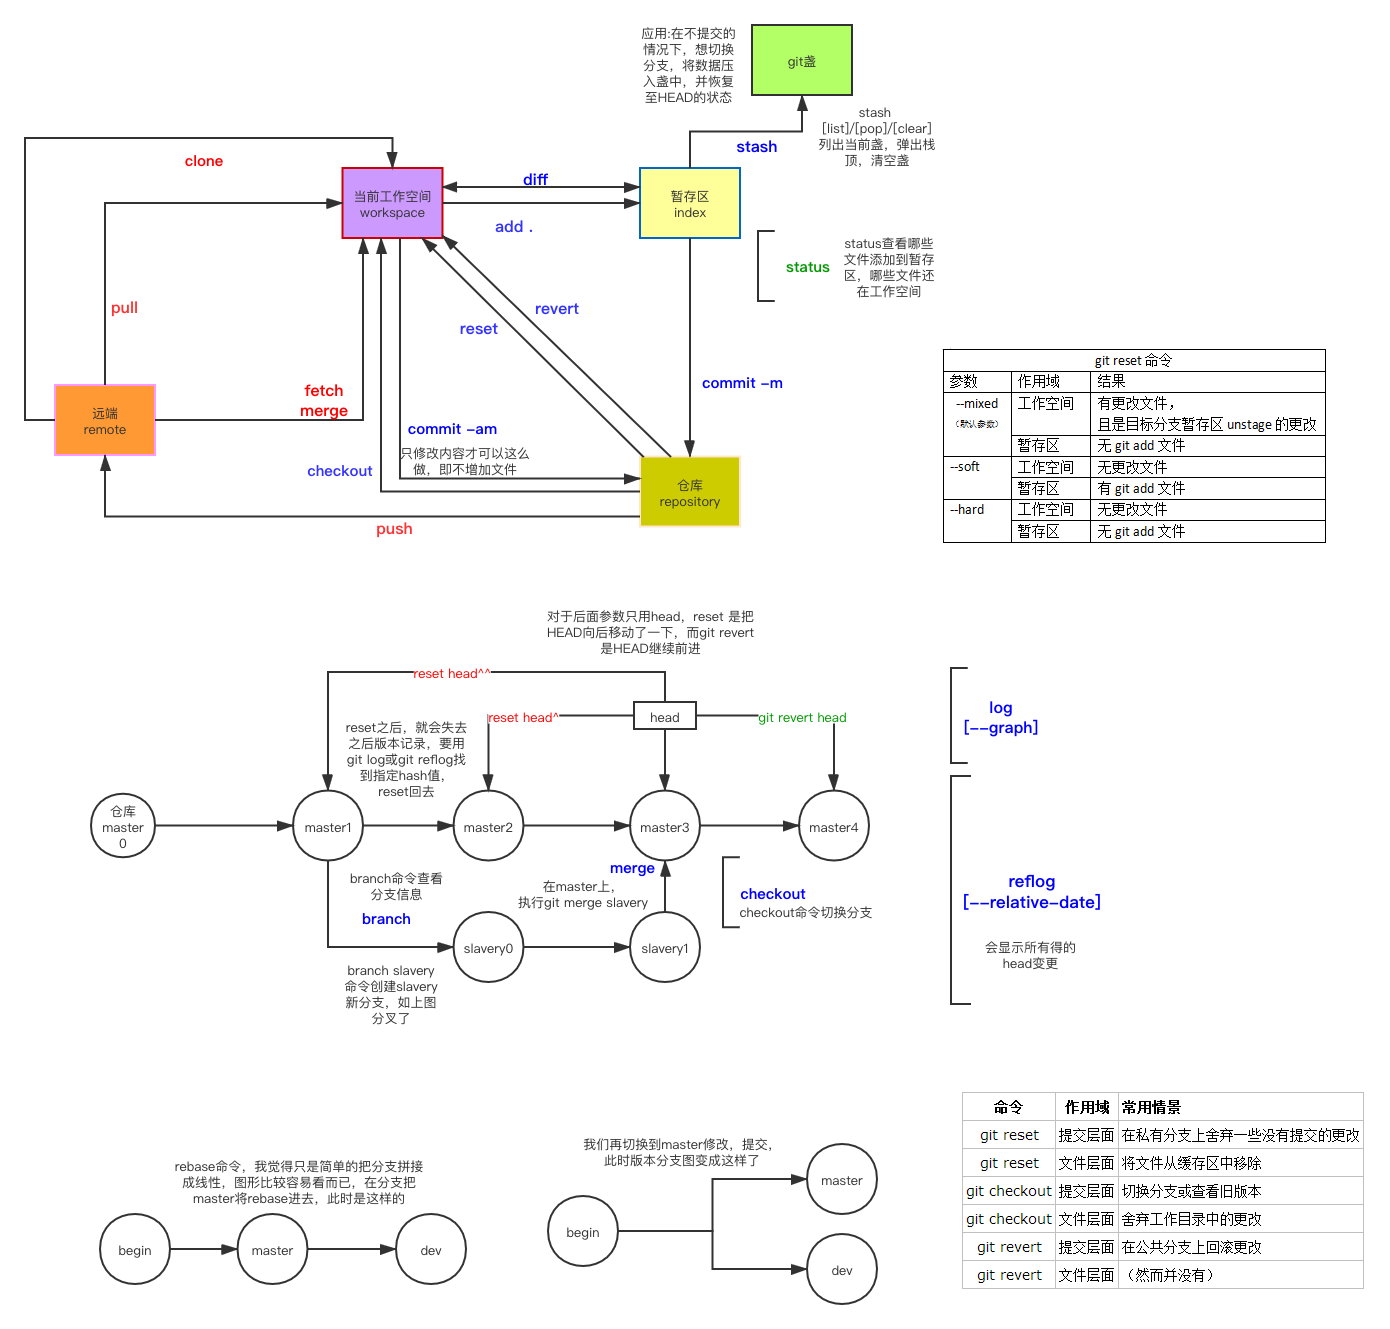 应用:在不提交的
情况下，想切换
分支，将数据压
入盏中，并恢复
至HEAD的状态
git盏
stash
[list]/[pop]/[clear]
列出当前盏，弹出栈
顶，清空盏
stash
clone
当前工作空间
workspace
diff
add .
暂存区
index
status
status查看哪些
文件添加到暂存
区，哪些文件还
在工作空间
pull
revert
reset
fetch
merge
远端
remote
commit -m
commit -am
只修改内容才可以这么
做，即不增加文件
checkout
仓库
repository
push
git reset 命令
参数 作用域 结果
--mixed
（默认参数）
工作空间 有更改文件，
且是目标分支暂存区 unstage 的更改
暂存区 无 git add 文件
--soft 工作空间 无更改文件
暂存区 有 git add 文件
--hard 工作空间 无更改文件
暂存区 无 git add 文件
对于后面参数只用head，reset 是把
HEAD向后移动了一下，而git revert
是HEAD继续前进
reset head^^
reset head^
head
git revert head
reset之后，就会失去
之后版本记录，要用
git log或git reflog找
到指定hash值，
reset回去
log
[--graph]
仓库
master
0
master1
master2
master3
master4
branch命令查看
分支信息
branch
merge
在master上，
执行git merge slavery
checkout
checkout命令切换分支
reflog
[--relative-date]
会显示所有得的
head变更
slavery0
slavery1
branch slavery
命令创建slavery
新分支，如上图
分叉了
rebase命令，我觉得只是简单的把分支拼接
成线性，图形比较容易看而已，在分支把
master将rebase进去，此时是这样的
begin
master
dev
我们再切换到master修改，提交，
此时版本分支图变成这样了
begin
master
dev
命令 作用域 常用情景
git reset 提交层面 在私有分支上舍弃一些没有提交的更改
git reset 文件层面 将文件从缓存区中移除
git checkout 提交层面 切换分支或查看旧版本
git checkout 文件层面 舍弃工作目录中的更改
git revert 提交层面 在公共分支上回滚更改
git revert 文件层面 （然而并没有）